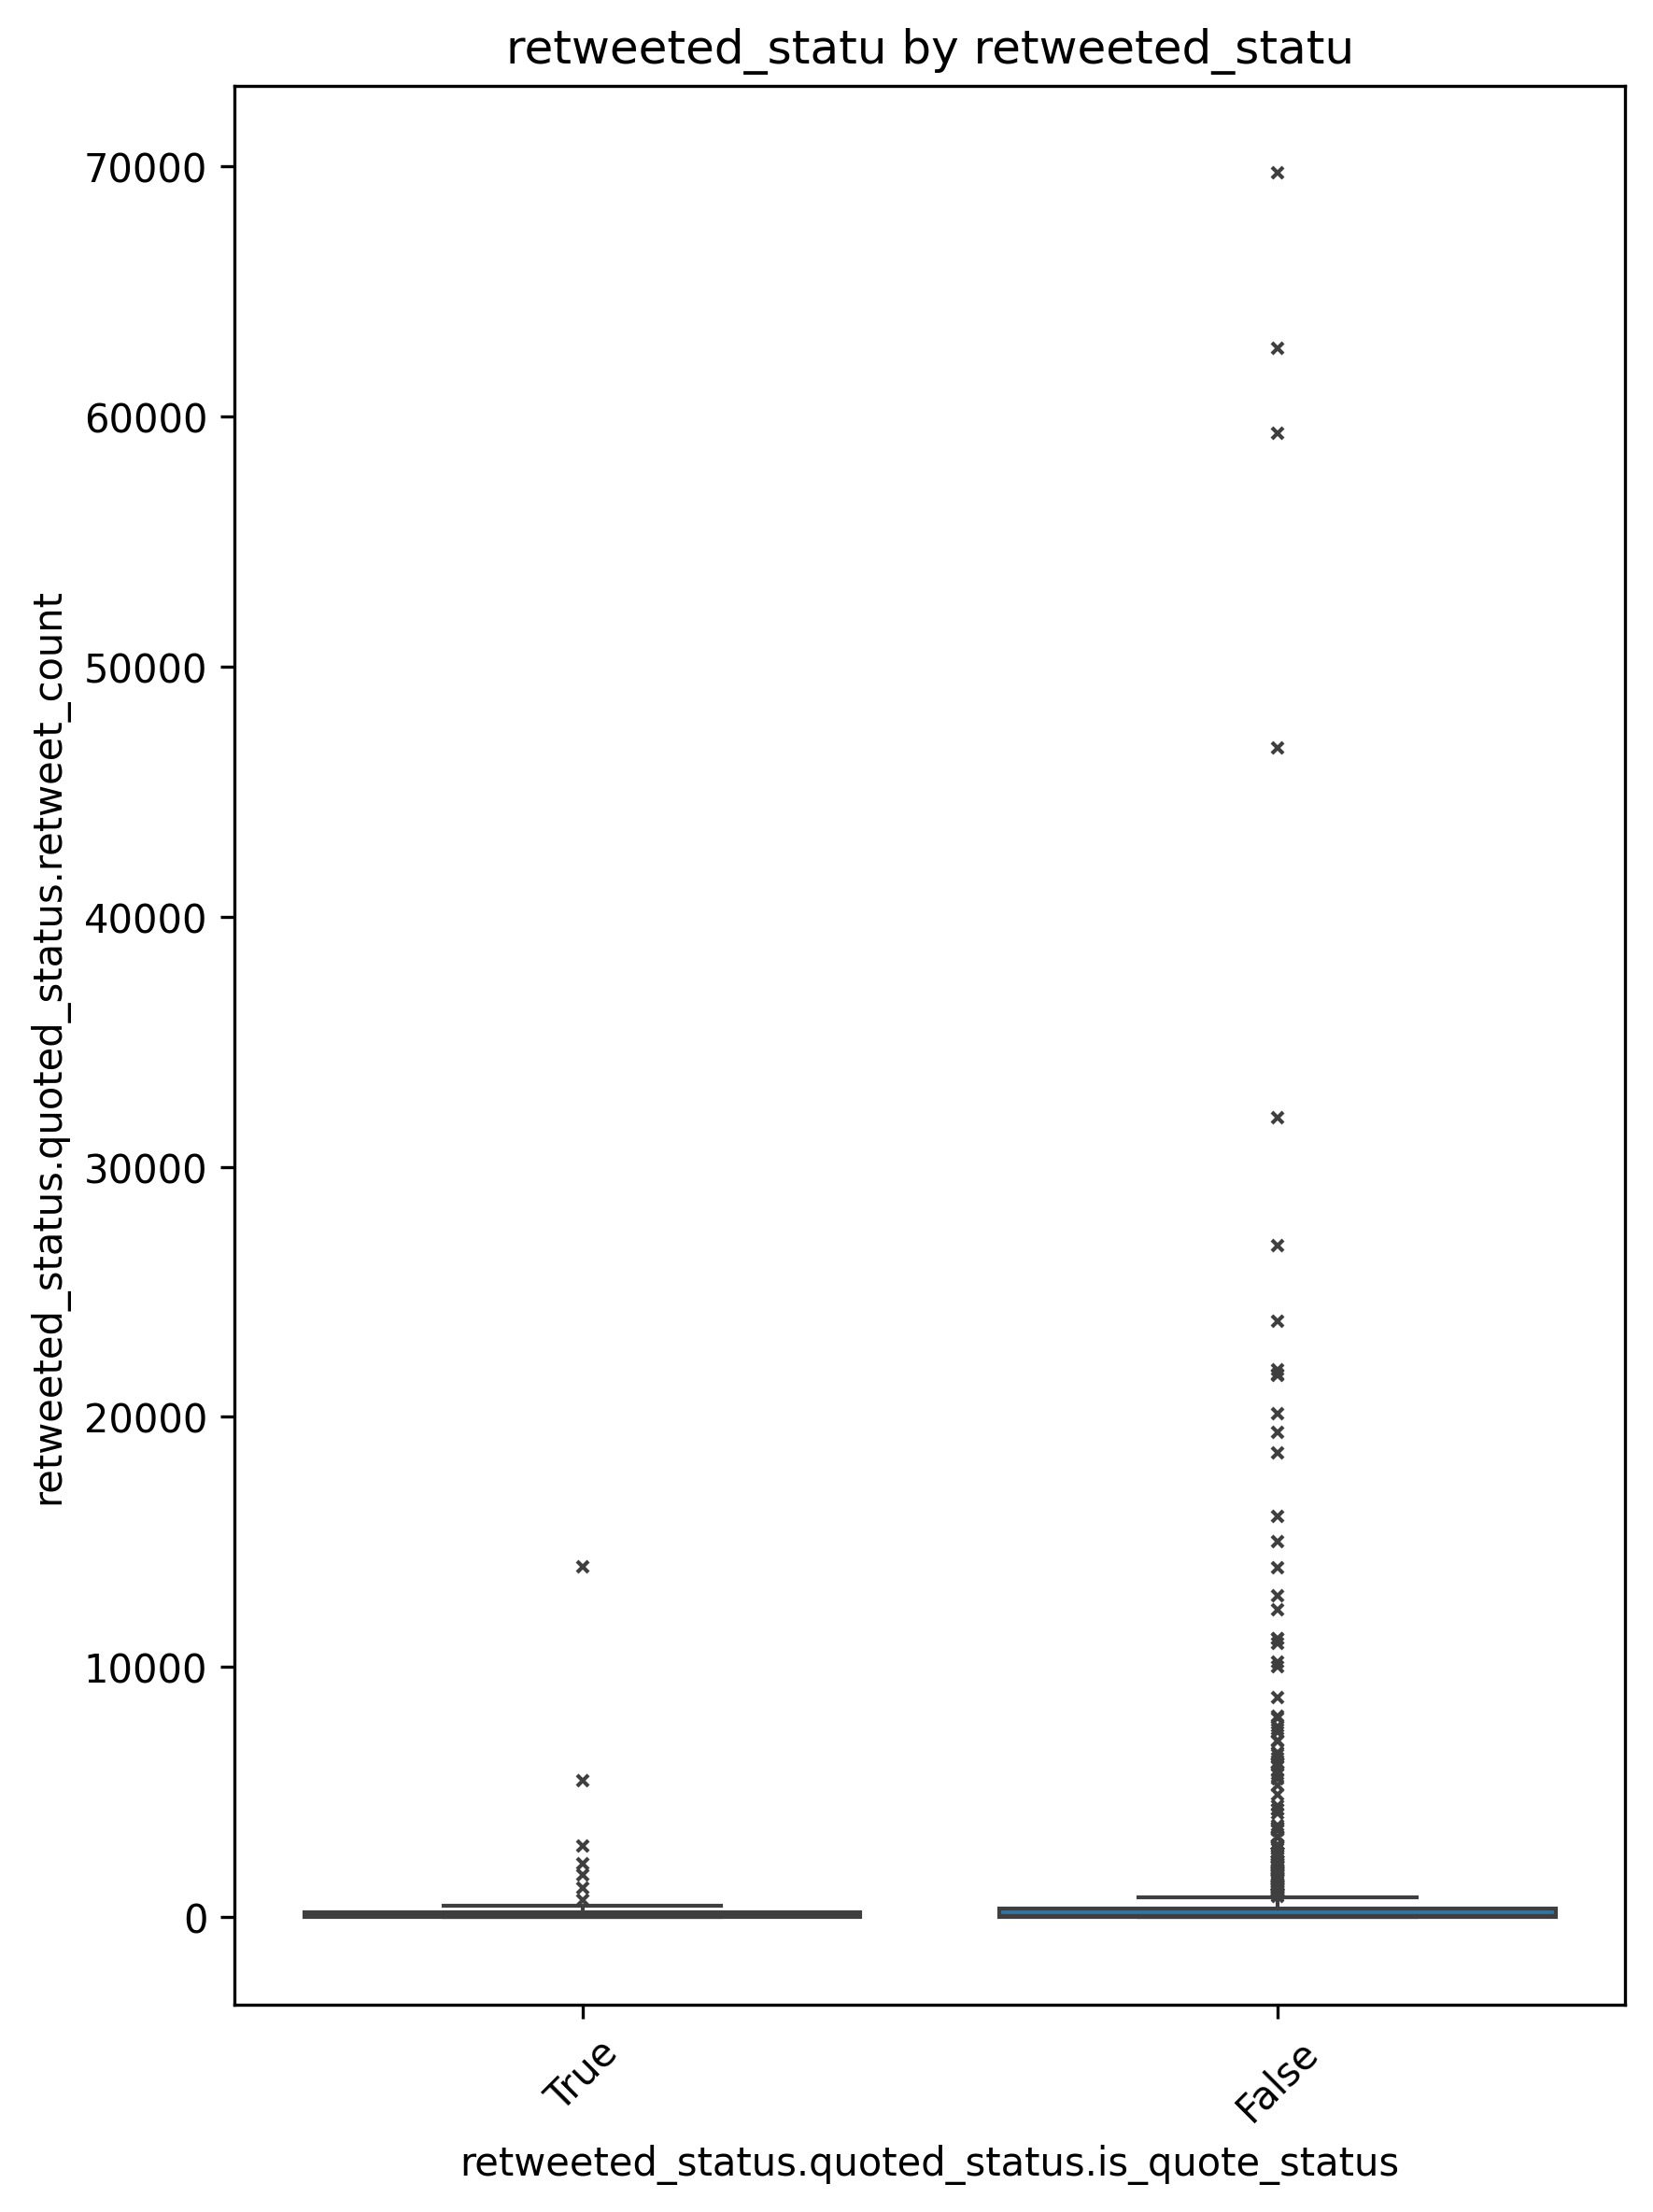 retweeted_statu by retweeted_statu
retweeted_status.quoted_status.retweet_count
70000
60000
50000
40000
30000
20000
10000
0
True
False
retweeted_status.quoted_status.is_quote_status